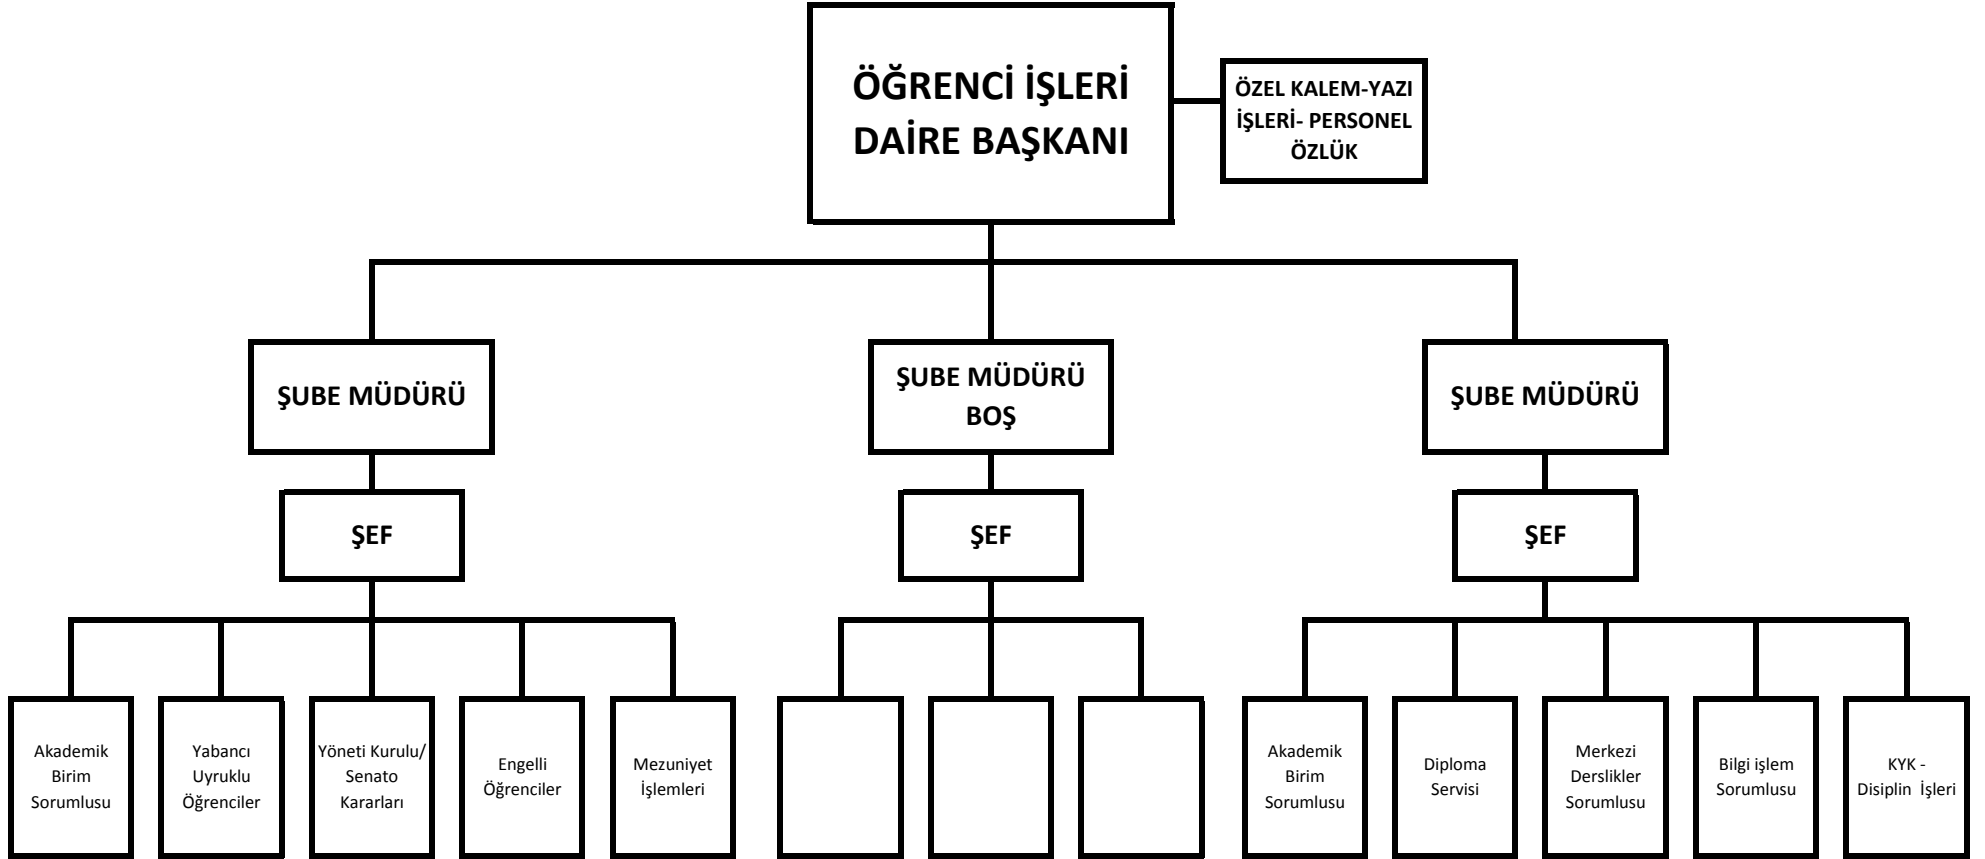 ÖĞRENCİ İŞLERİ
DAİRE BAŞKANI
ÖZEL KALEM-YAZI
İŞLERİ- PERSONEL
ÖZLÜK
ŞUBE MÜDÜRÜ
ŞUBE MÜDÜRÜ
BOŞ
ŞUBE MÜDÜRÜ
ŞEF
ŞEF
ŞEF
Akademik
Birim
Sorumlusu
Yabancı
Uyruklu
Öğrenciler
Yöneti Kurulu/
Senato
Kararları
Engelli
Öğrenciler
Mezuniyet
İşlemleri
Akademik
Birim
Sorumlusu
Diploma
Servisi
Merkezi
Derslikler
Sorumlusu
Bilgi işlem
Sorumlusu
KYK -
Disiplin  İşleri